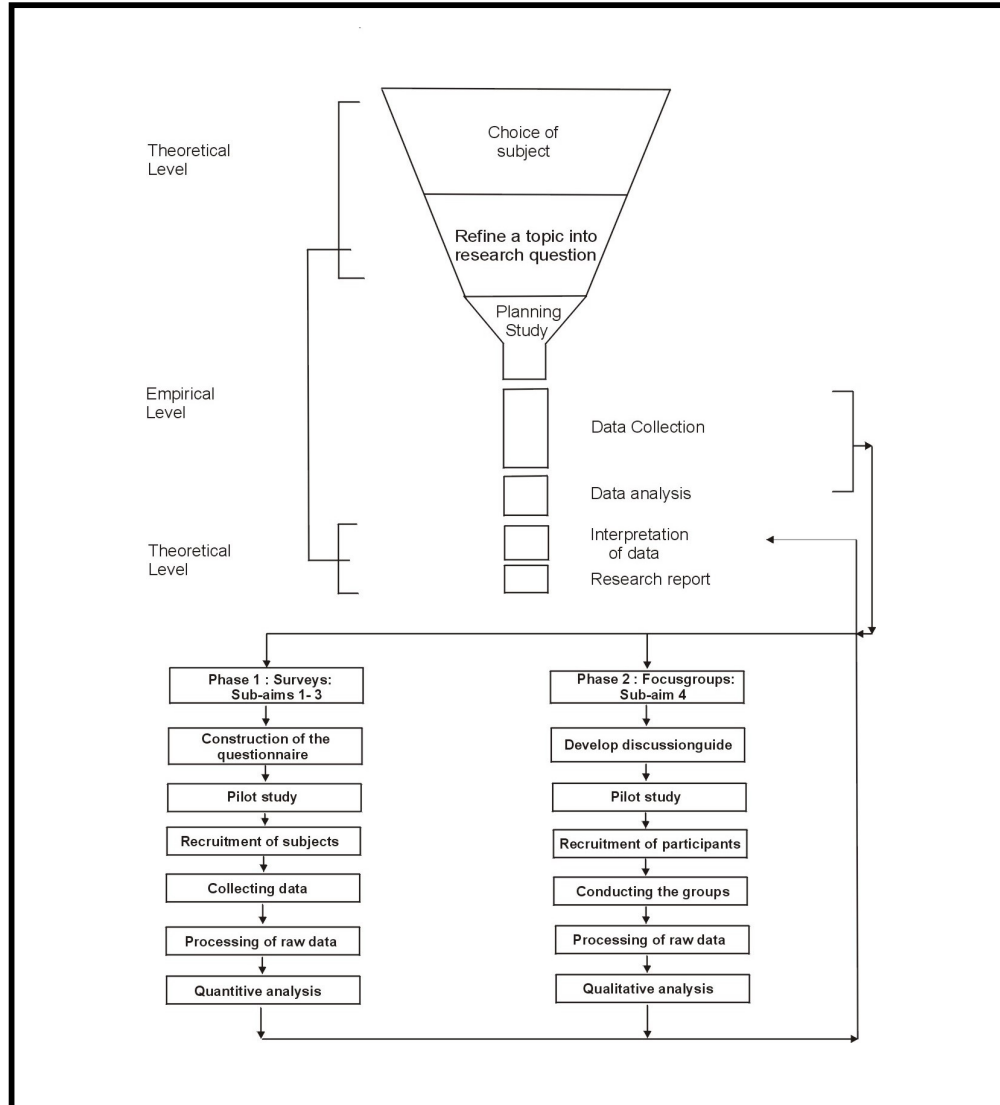 Choice of
subject
Theoretical
Level
Refine a topic into
research question
Planning
Study
Empirical
Level
Data Collection
Data analysis
Theoretical
Level
Interpretation
of data
Research report
Phase 1 : Surveys:
Sub-aims 1- 3
Construction of the
questionnaire
Pilot study
Recruitment of subjects
Collecting data
Processing of raw data
Quantitive analysis
Phase 2 : Focusgroups:
Sub-aim 4
Develop discussionguide
Pilot study
Recruitment of participants
Conducting the groups
Processing of raw data
Qualitative analysis